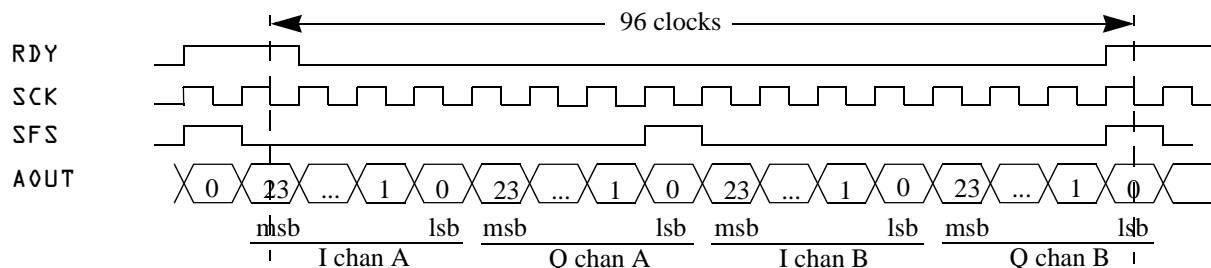 96 clocks
RDY
SCK
SFS
AOUT 0 23 ... 1 0 23 ... 1 0 23 ... 1 0 23 ... 1 0
msb lsb msb lsb msb lsb msb lsb
I chan A Q chan A I chan B Q chan B